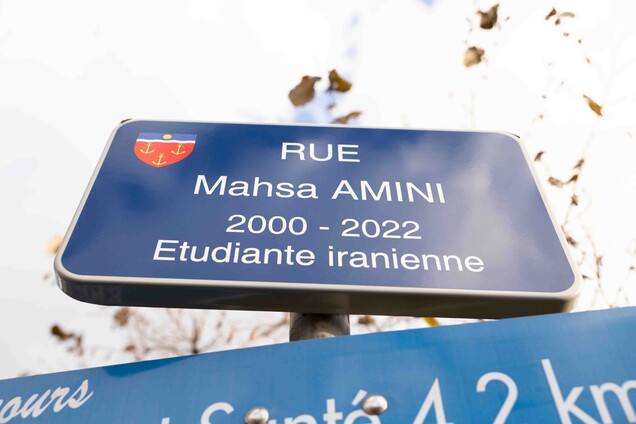 RUE
Mahsa AMINI
2000 - 2022
Etudiante iranienne
ours
Santé 4,2 km